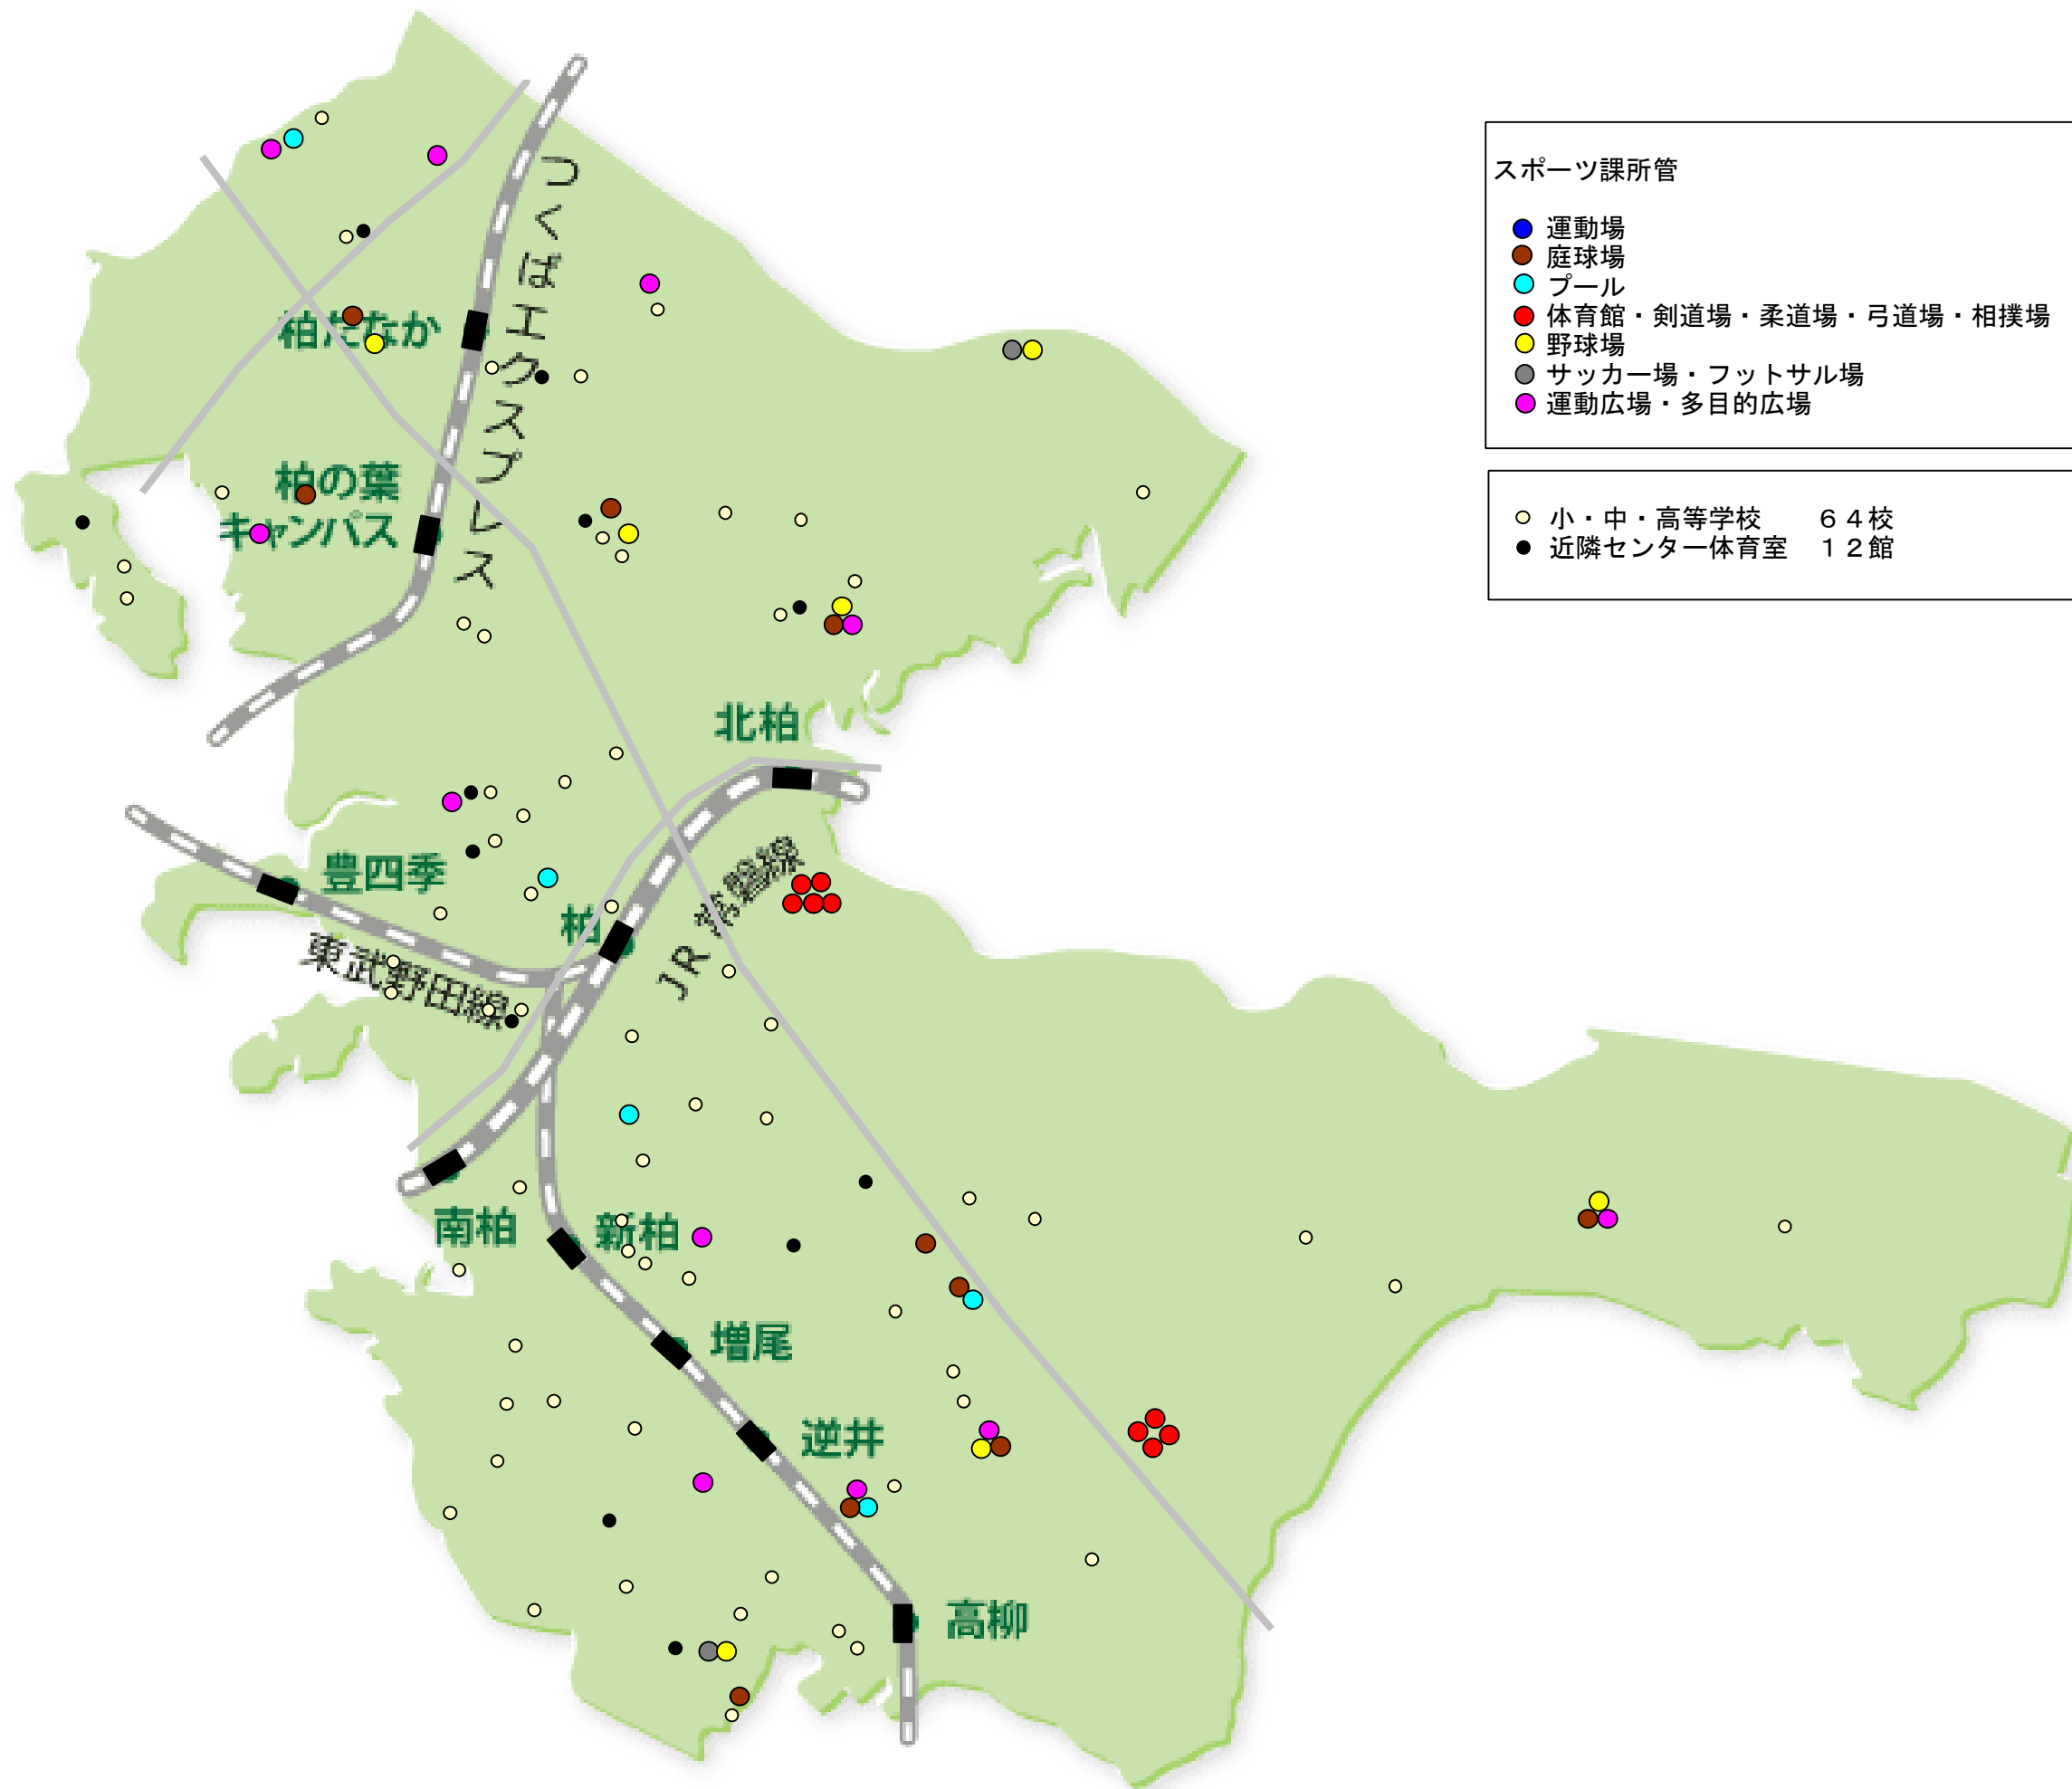 つくばエクスプレス
柏たなか
柏の葉
キャンパス
北柏
豊四季
柏
JR 常磐線
東武野田線
南柏
新柏
増尾
逆井
高柳
スポーツ課所管
運動場
庭球場
プール
体育館・剣道場・柔道場・弓道場・相撲場
野球場
サッカー場・フットサル場
運動広場・多目的広場
小・中・高等学校　　６４校
近隣センター体育室　１２館